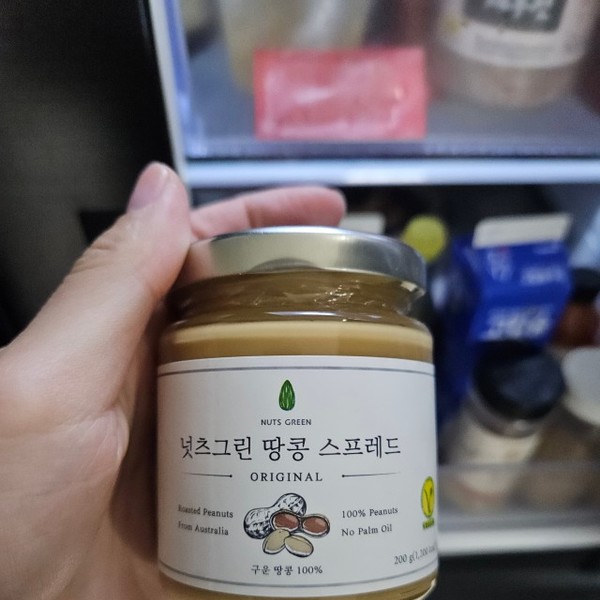 NUTS GREEN
넛츠그린 땅콩 스프레드
ORIGINAL
Roasted Peanuts
From Australia
100% Peanuts
No Palm Oil
V
VEGAN
200 g
구운 땅콩 100%